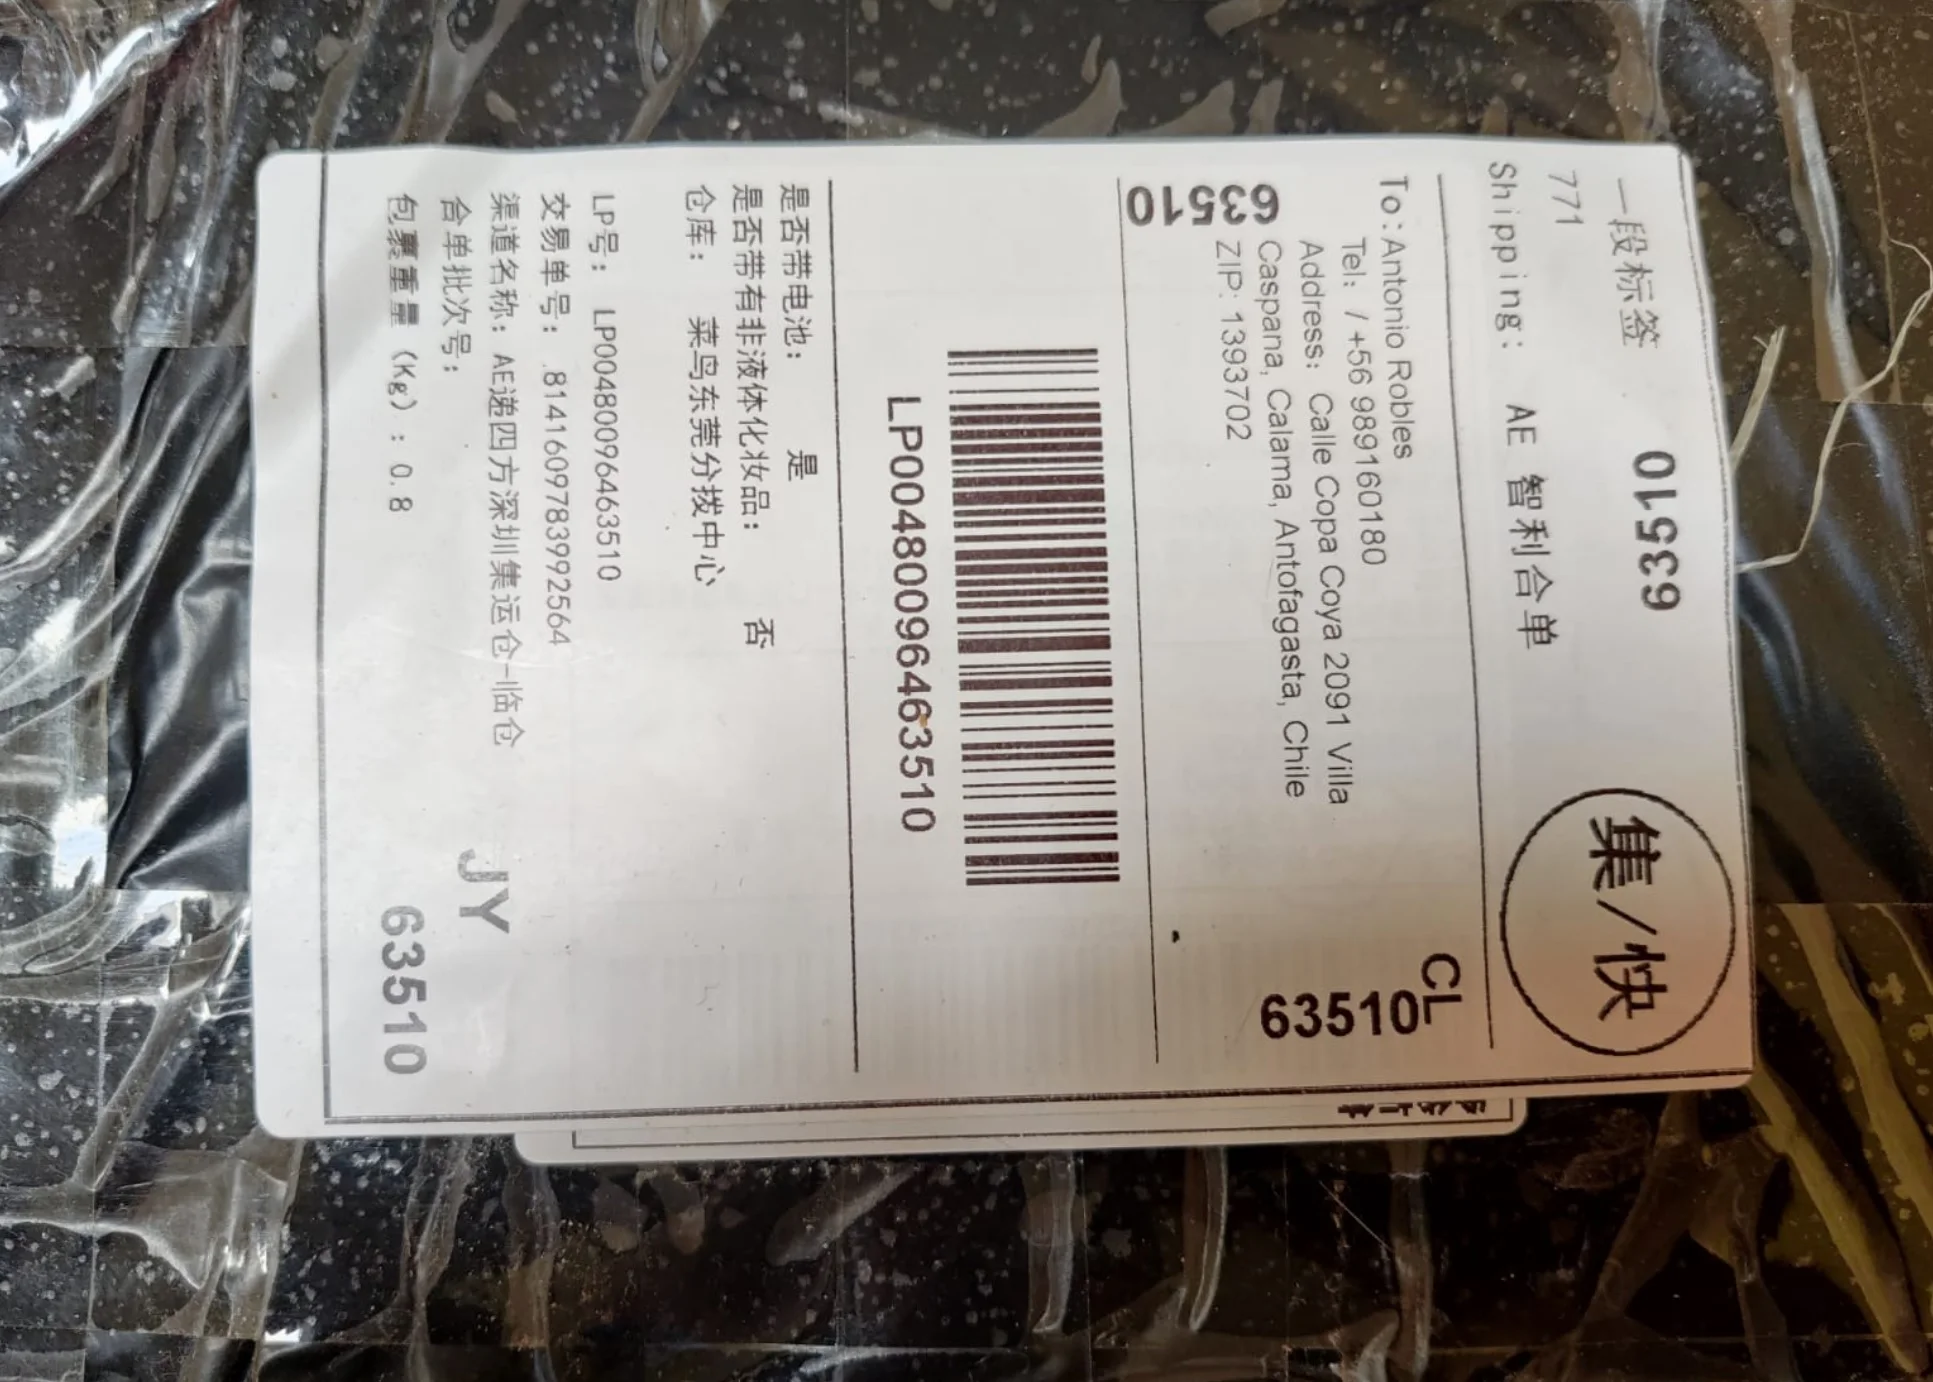 一段标签 63510
771
Shipping: AE 智利合单
集/快
To: Antonio Robles
CL
Tel: / +56 989160180
Address: Calle Copa Coya 2091 Villa
Caspana, Calama, Antofagasta, Chile
ZIP: 1393702
63510
63510
LP00480096463510
是否带电池: 是
是否带有非液体化妆品: 否
仓库: 菜鸟东莞分拨中心
LP号: LP00480096463510
交易单号: .8141609783992564
渠道名称: AE递四方深圳集运仓-临仓
合单批次号:
JY
包裹重量 (Kg) : 0.8
63510